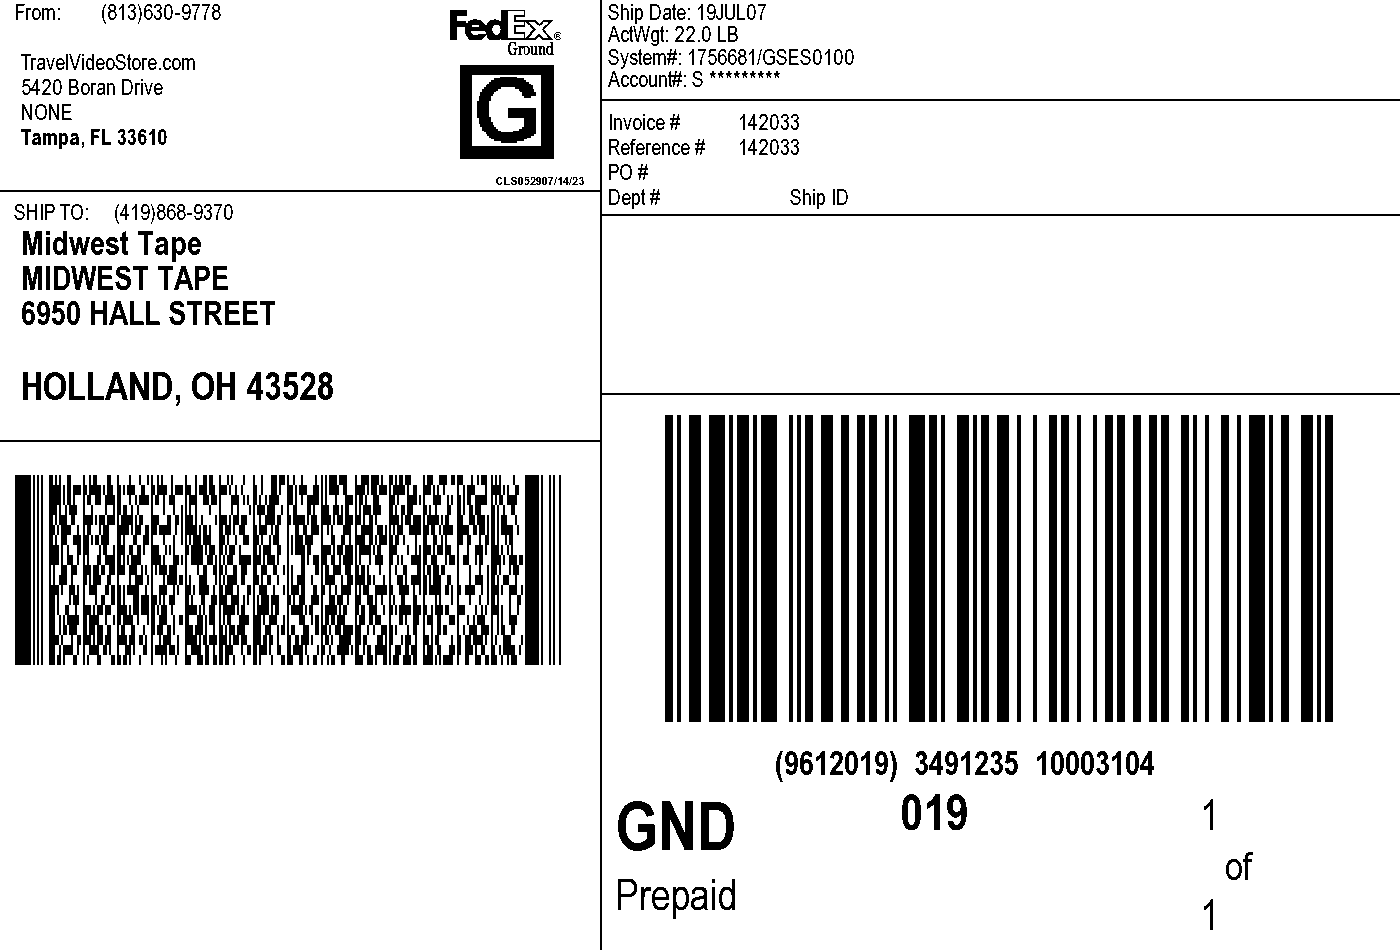 From: (813)630-9778
TravelVideoStore.com
5420 Boran Drive
NONE
Tampa, FL 33610
FedEx®
Ground
G
CLS052907/14/23
SHIP TO: (419)868-9370
Midwest Tape
MIDWEST TAPE
6950 HALL STREET
HOLLAND, OH 43528
Ship Date: 19JUL07
ActWgt: 22.0 LB
System#: 1756681/GSES0100
Account#: S *********
Invoice # 142033
Reference # 142033
PO #
Dept # Ship ID
(9612019) 3491235 10003104
GND 019 1
of
Prepaid 1